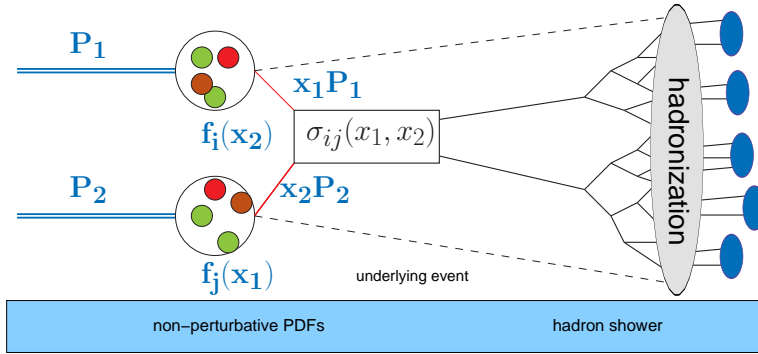 P₁
x₁P₁
fᵢ(x₂)
σᵢⱼ(x₁, x₂)
hadronization
P₂
x₂P₂
fⱼ(x₁)
underlying event
non−perturbative PDFs
hadron shower